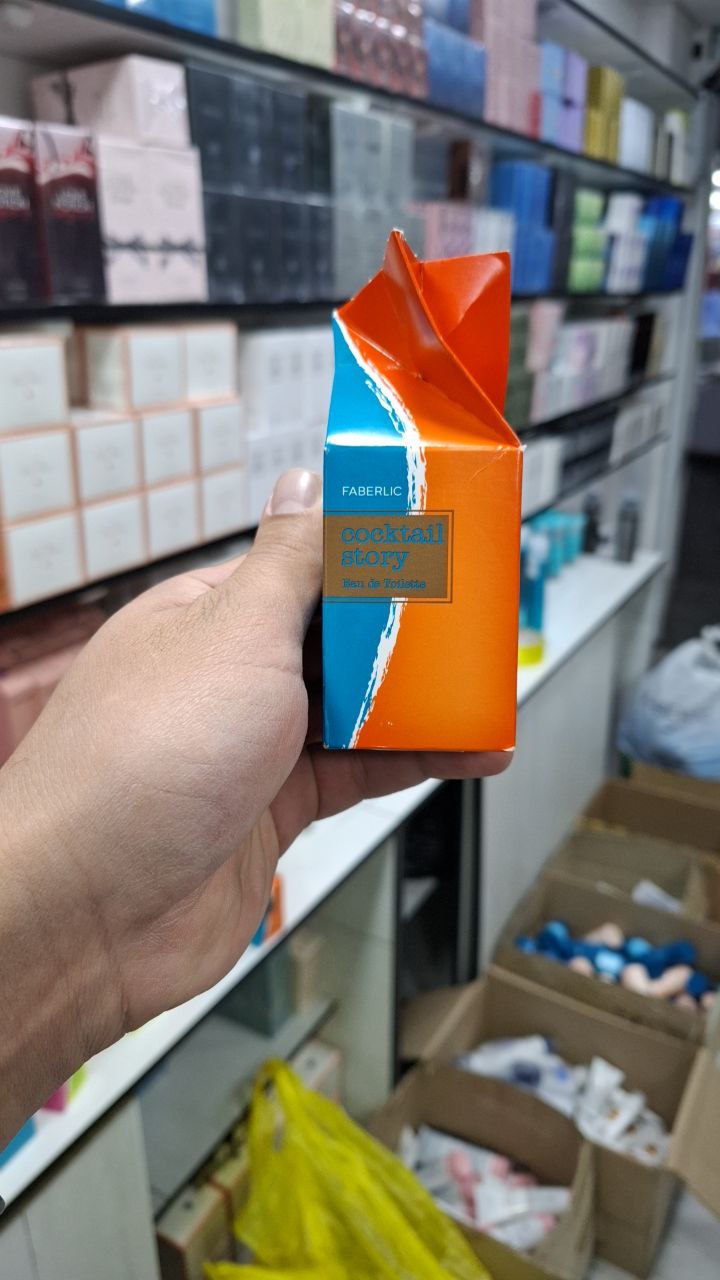 FABERLIC
cocktail
story
Eau de Toilette